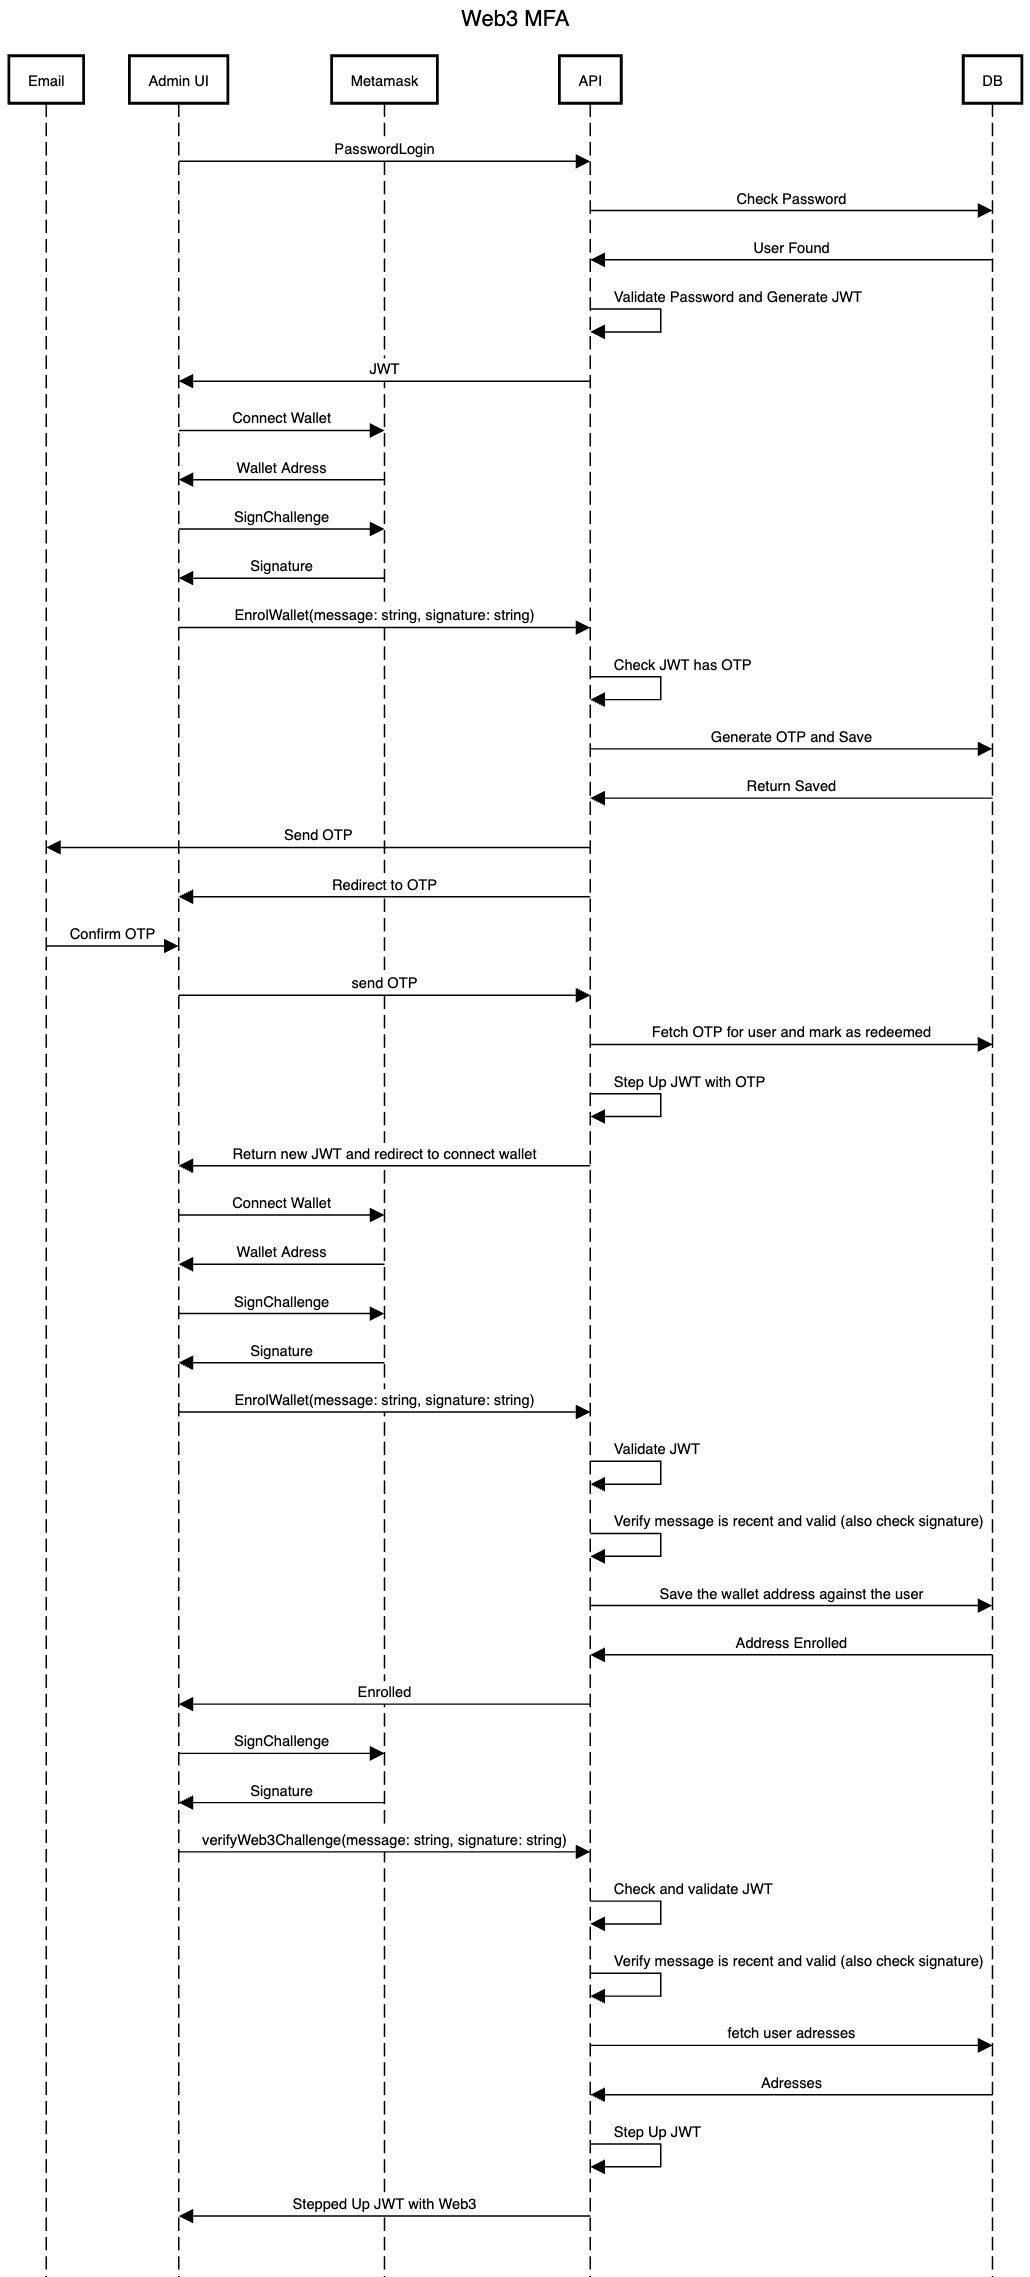 Web3 MFA
Email
Admin UI
Metamask
API
DB
PasswordLogin
Check Password
User Found
Validate Password and Generate JWT
JWT
Connect Wallet
Wallet Adress
SignChallenge
Signature
EnrolWallet(message: string, signature: string)
Check JWT has OTP
Generate OTP and Save
Return Saved
Send OTP
Redirect to OTP
Confirm OTP
send OTP
Fetch OTP for user and mark as redeemed
Step Up JWT with OTP
Return new JWT and redirect to connect wallet
Connect Wallet
Wallet Adress
SignChallenge
Signature
EnrolWallet(message: string, signature: string)
Validate JWT
Verify message is recent and valid (also check signature)
Save the wallet address against the user
Address Enrolled
Enrolled
SignChallenge
Signature
verifyWeb3Challenge(message: string, signature: string)
Check and validate JWT
Verify message is recent and valid (also check signature)
fetch user adresses
Adresses
Step Up JWT
Stepped Up JWT with Web3